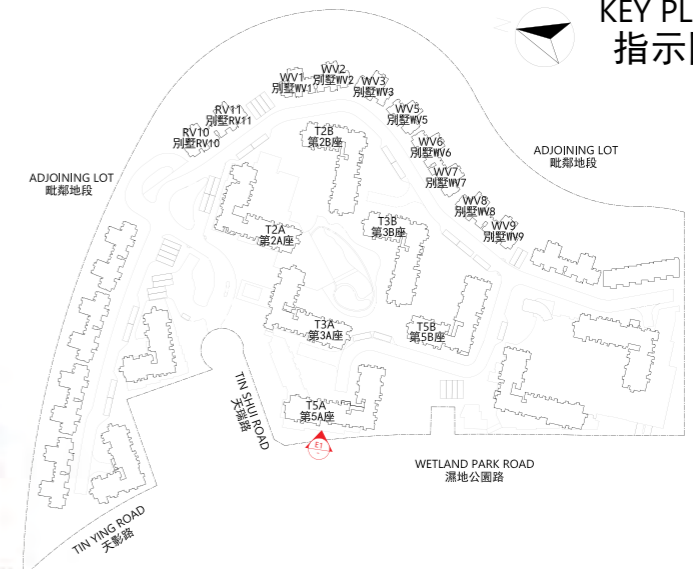 KEY PL
指示
WV2
別墅WV2
WV1
別墅WV1
WV3
別墅WV3
RV11
別墅RV11
WV5
別墅WV5
RV10
別墅RV10
T2B
第2B座
WV6
別墅WV6
ADJOINING LOT
毗鄰地段
ADJOINING LOT
毗鄰地段
WV7
別墅WV7
WV8
別墅WV8
T2A
第2A座
T3B
第3B座
WV9
別墅WV9
T3A
第3A座
T5B
第5B座
TIN SHUI ROAD
天瑞路
T5A
第5A座
E1
WETLAND PARK ROAD
濕地公園路
TIN YING ROAD
天影路